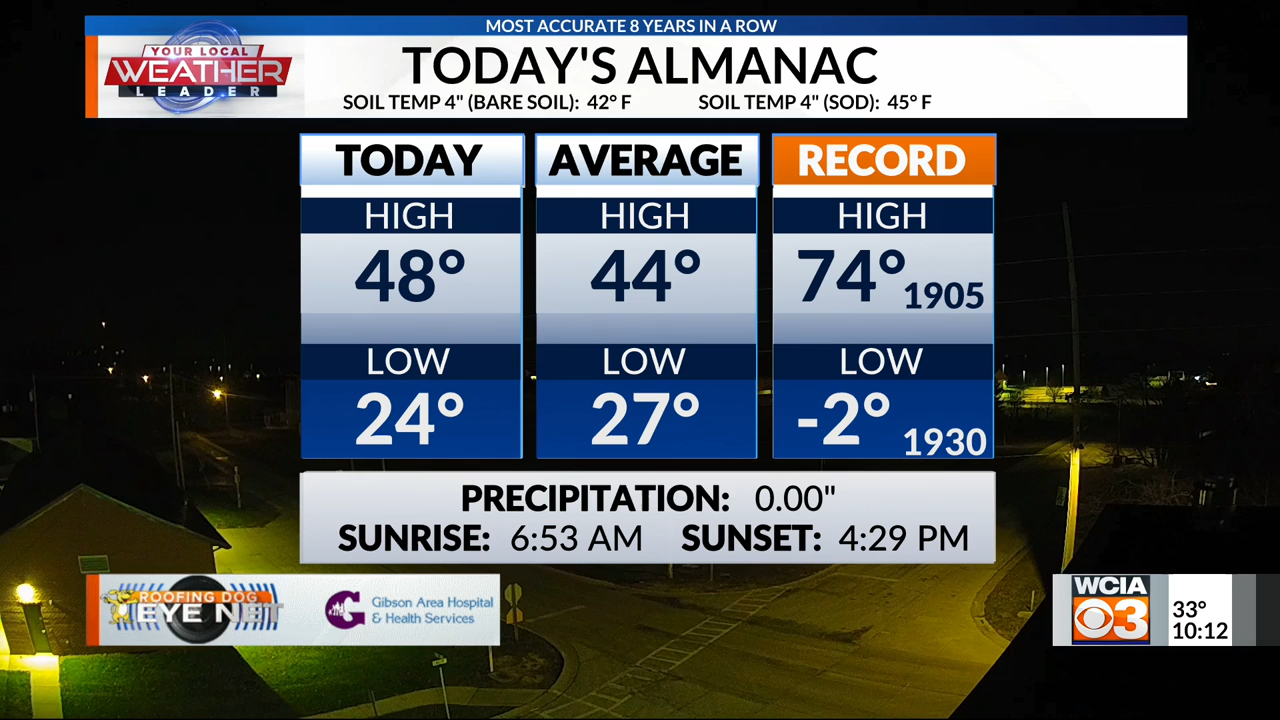 MOST ACCURATE 8 YEARS IN A ROW
YOUR LOCAL
WEATHER
LEADER
TODAY'S ALMANAC
SOIL TEMP 4" (BARE SOIL): 42° F SOIL TEMP 4" (SOD): 45° F
TODAY
HIGH
48°
LOW
24°
AVERAGE
HIGH
44°
LOW
27°
RECORD
HIGH
74° 1905
LOW
-2° 1930
PRECIPITATION: 0.00"
SUNRISE: 6:53 AM SUNSET: 4:29 PM
ROOFING DOG
EYE NET
Gibson Area Hospital
& Health Services
WCIA
3
33°
10:12